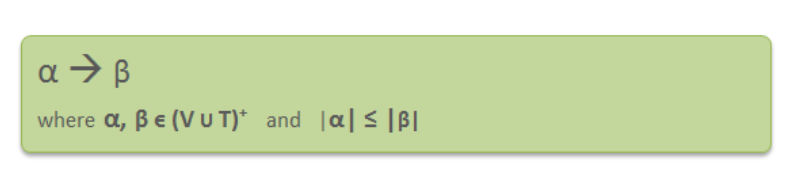 α → β
where α, β ϵ (V ∪ T)⁺ and |α| ≤ |β|